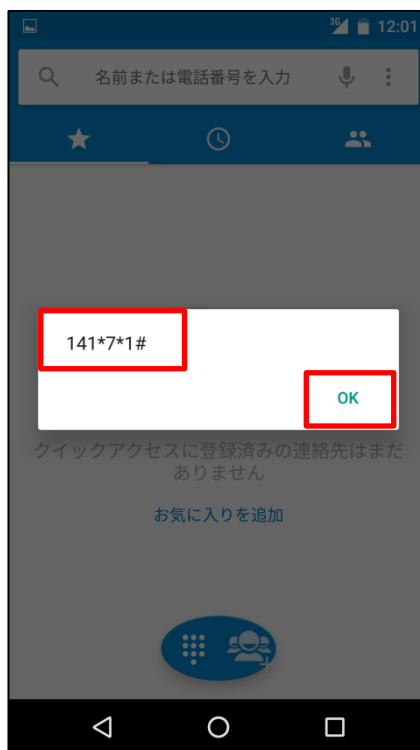 3G 12:01
名前または電話番号を入力
141*7*1#
OK
クイックアクセスに登録済みの連絡先はまだ
ありません
お気に入りを追加